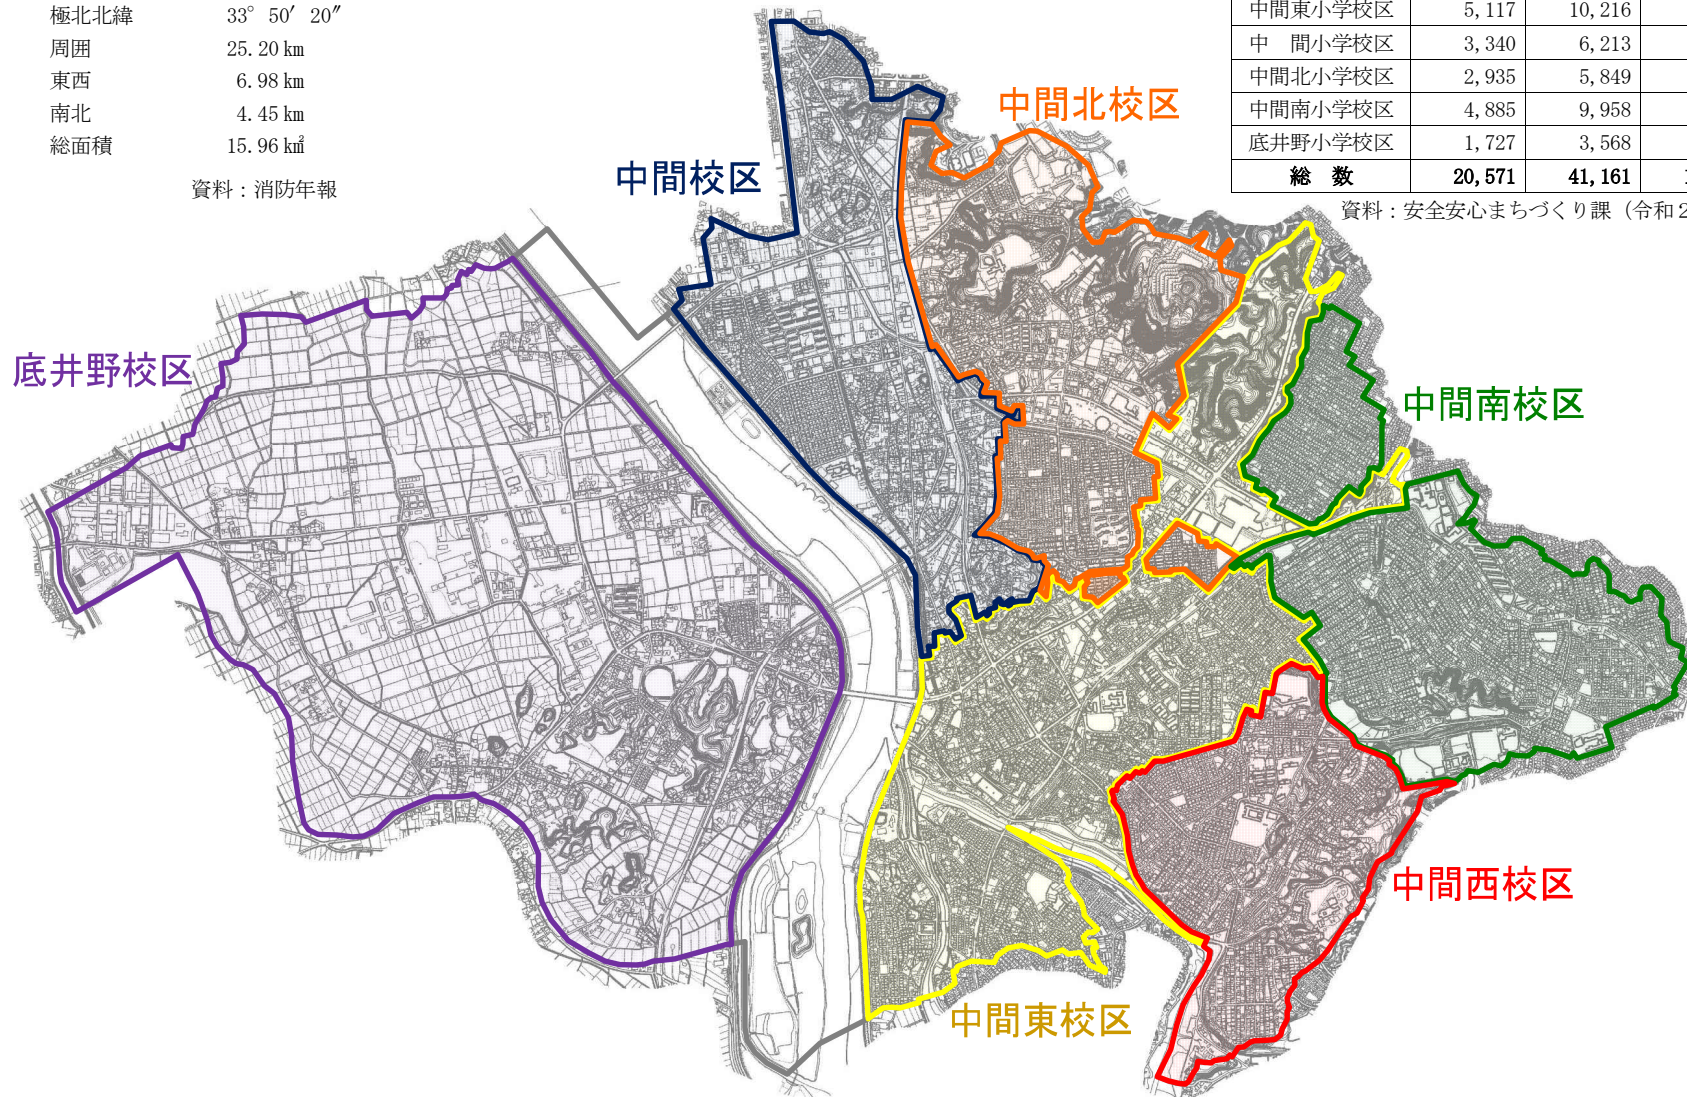 極北北緯 33° 50′ 20″
周囲 25.20 km
東西 6.98 km
南北 4.45 km
総面積 15.96 k㎡
資料：消防年報
中間東小学校区 5,117 10,216
中　間小学校区 3,340 6,213
中間北小学校区 2,935 5,849
中間南小学校区 4,885 9,958
底井野小学校区 1,727 3,568
総　数 20,571 41,161
資料：安全安心まちづくり課（令和２
中間北校区
中間校区
底井野校区
中間南校区
中間西校区
中間東校区